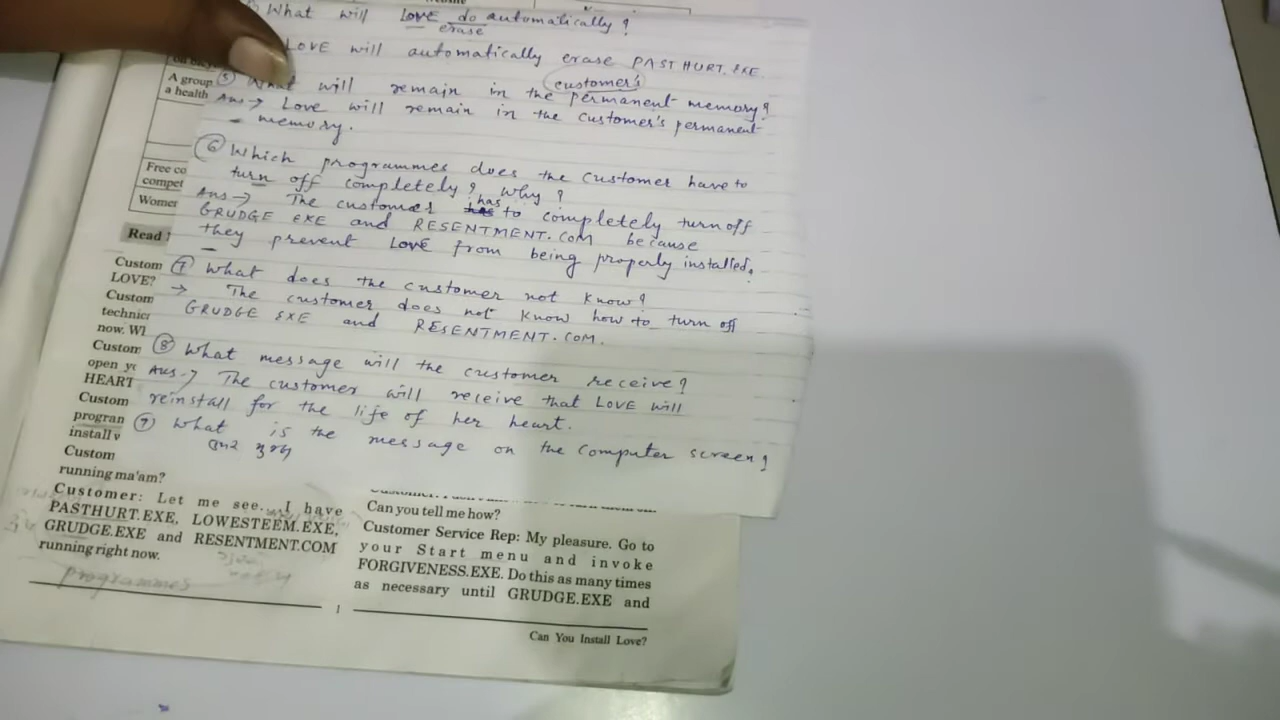 What will LOVE do automatically?
erase
LOVE will automatically erase PASTHURT.EXE.
customer's
⑤ What will remain in the permanent memory?
Ans → Love will remain in the customer's permanent
memory.
⑥ Which programmes does the customer have to
turn off completely? Why?
Ans → The customer has to completely turn off
GRUDGE EXE and RESENTMENT.COM because
they prevent LOVE from being properly installed.
⑦ What does the customer not know?
→ The customer does not know how to turn off
GRUDGE EXE and RESENTMENT.COM.
⑧ What message will the customer receive?
Ans → The customer will receive that LOVE will
reinstall for the life of her heart.
⑨ What is the message on the computer screen?
A group
a health
Free co
compet
Women
Read
Custom
LOVE?
Custom
technici
now. Wh
Custom
open yo
HEART
Custom
progran
install v
Custom
running ma'am?
Customer: Let me see. I have
PASTHURT.EXE, LOWESTEEM.EXE,
GRUDGE.EXE and RESENTMENT.COM
running right now.
programmes
Can you tell me how?
Customer Service Rep: My pleasure. Go to
your Start menu and invoke
FORGIVENESS.EXE. Do this as many times
as necessary until GRUDGE.EXE and
1
Can You Install Love?